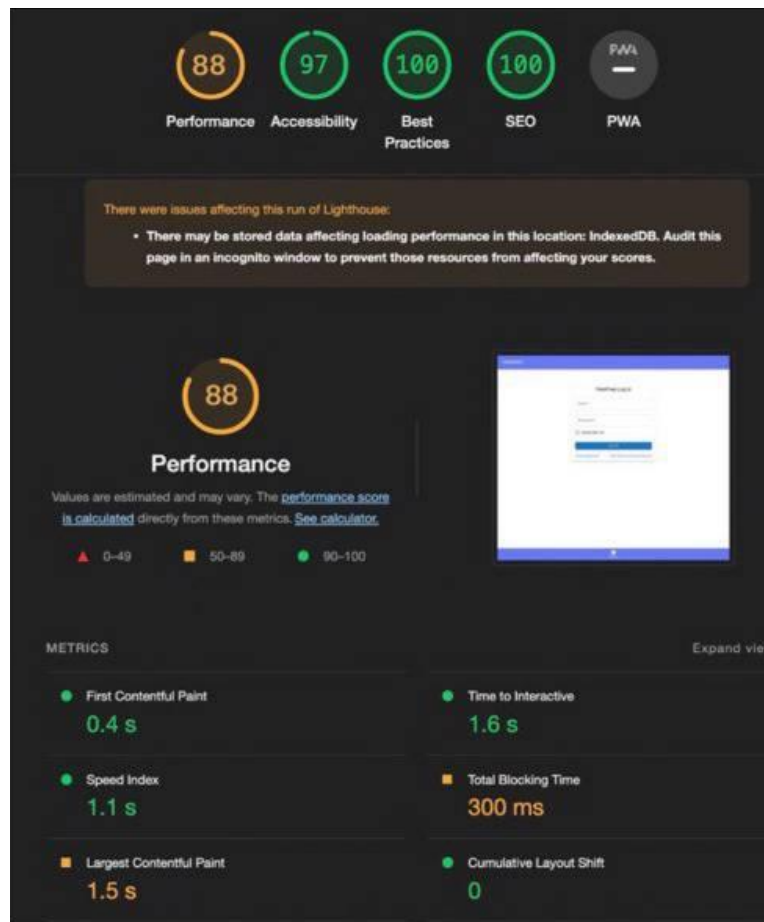 88
97
100
100
PWA
Performance
Accessibility
Best
Practices
SEO
PWA
There were issues affecting this run of Lighthouse:
• There may be stored data affecting loading performance in this location: IndexedDB. Audit this
page in an incognito window to prevent those resources from affecting your scores.
88
Performance
Values are estimated and may vary. The performance score
is calculated directly from these metrics. See calculator.
0–49
50–89
90–100
METRICS
Expand vie
First Contentful Paint
0.4 s
Time to Interactive
1.6 s
Speed Index
1.1 s
Total Blocking Time
300 ms
Largest Contentful Paint
1.5 s
Cumulative Layout Shift
0